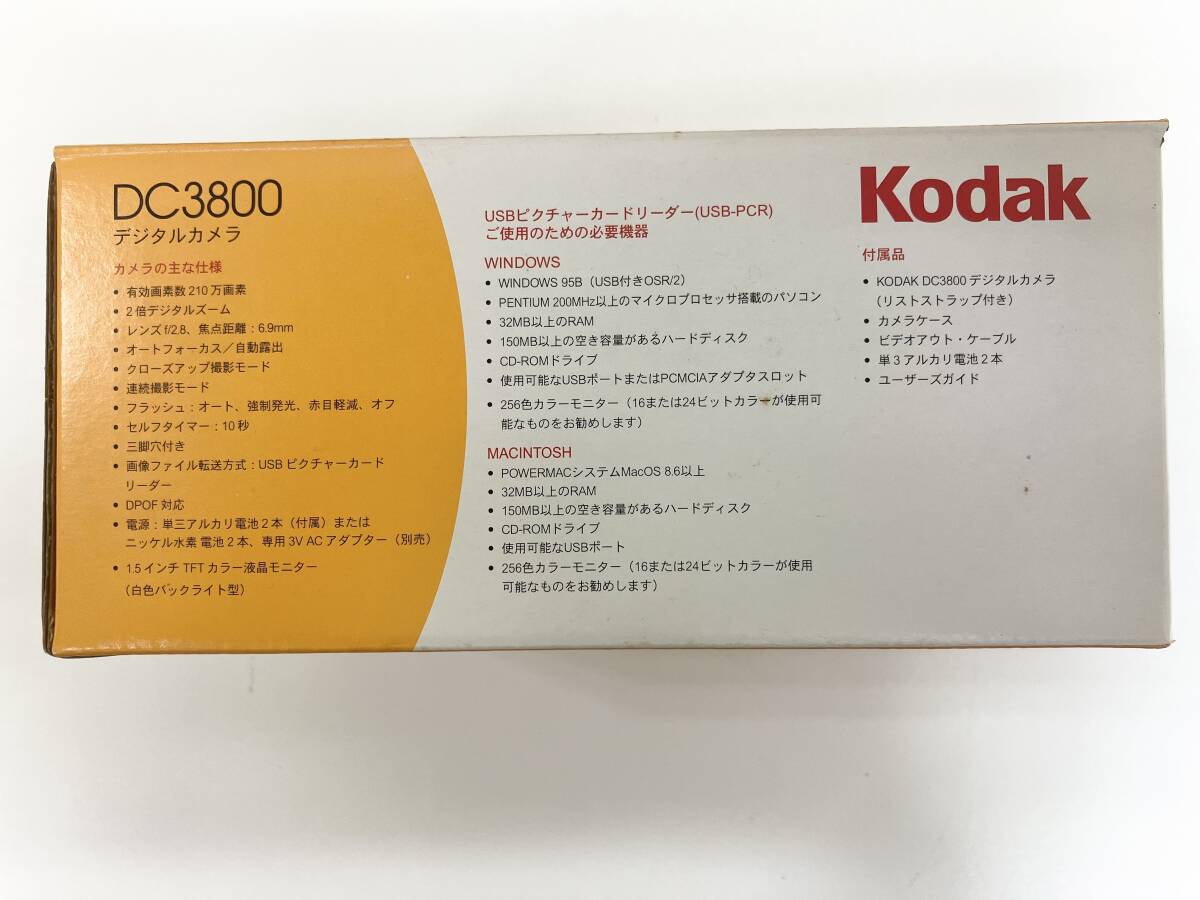 DC3800
デジタルカメラ
カメラの主な仕様
• 有効画素数210万画素
• 2倍デジタルズーム
• レンズf/2.8、焦点距離：6.9mm
• オートフォーカス／自動露出
• クローズアップ撮影モード
• 連続撮影モード
• フラッシュ：オート、強制発光、赤目軽減、オフ
• セルフタイマー：10秒
• 三脚穴付き
• 画像ファイル転送方式：USBピクチャーカード
リーダー
• DPOF対応
• 電源：単三アルカリ電池2本（付属）または
ニッケル水素電池2本、専用3V ACアダプター（別売）
• 1.5インチTFTカラー液晶モニター
（白色バックライト型）
USBピクチャーカードリーダー(USB-PCR)
ご使用のための必要機器
WINDOWS
• WINDOWS 95B（USB付きOSR/2）
• PENTIUM 200MHz以上のマイクロプロセッサ搭載のパソコン
• 32MB以上のRAM
• 150MB以上の空き容量があるハードディスク
• CD-ROMドライブ
• 使用可能なUSBポートまたはPCMCIAアダプタスロット
• 256色カラーモニター（16または24ビットカラーが使用可
能なものをお勧めします）
MACINTOSH
• POWERMACシステムMacOS 8.6以上
• 32MB以上のRAM
• 150MB以上の空き容量があるハードディスク
• CD-ROMドライブ
• 使用可能なUSBポート
• 256色カラーモニター（16または24ビットカラーが使用
可能なものをお勧めします）
Kodak
付属品
• KODAK DC3800デジタルカメラ
（リストストラップ付き）
• カメラケース
• ビデオアウト・ケーブル
• 単3アルカリ電池2本
• ユーザーズガイド